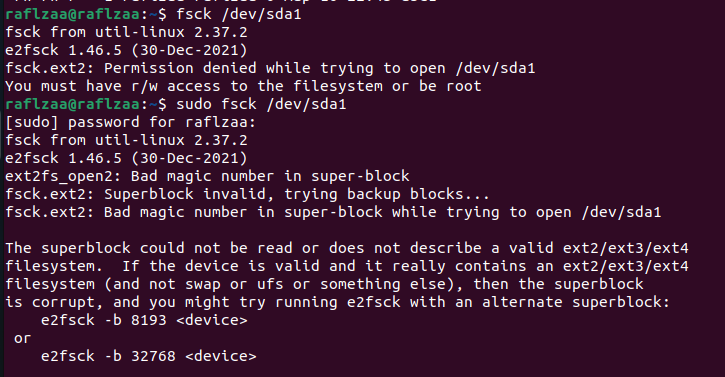 raflzaa@raflzaa:~$ fsck /dev/sda1
fsck from util-linux 2.37.2
e2fsck 1.46.5 (30-Dec-2021)
fsck.ext2: Permission denied while trying to open /dev/sda1
You must have r/w access to the filesystem or be root
raflzaa@raflzaa:~$ sudo fsck /dev/sda1
[sudo] password for raflzaa:
fsck from util-linux 2.37.2
e2fsck 1.46.5 (30-Dec-2021)
ext2fs_open2: Bad magic number in super-block
fsck.ext2: Superblock invalid, trying backup blocks...
fsck.ext2: Bad magic number in super-block while trying to open /dev/sda1

The superblock could not be read or does not describe a valid ext2/ext3/ext4
filesystem.  If the device is valid and it really contains an ext2/ext3/ext4
filesystem (and not swap or ufs or something else), then the superblock
is corrupt, and you might try running e2fsck with an alternate superblock:
    e2fsck -b 8193 <device>
 or
    e2fsck -b 32768 <device>